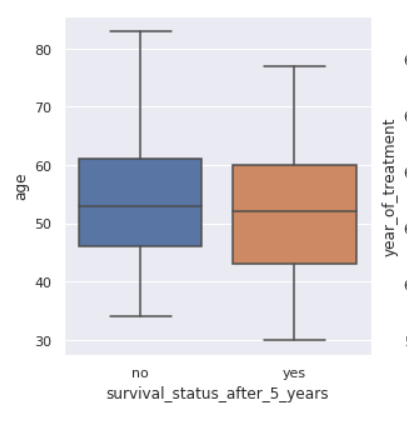 80
70
60
50
40
30
age
no yes
survival_status_after_5_years
year_of_treatment